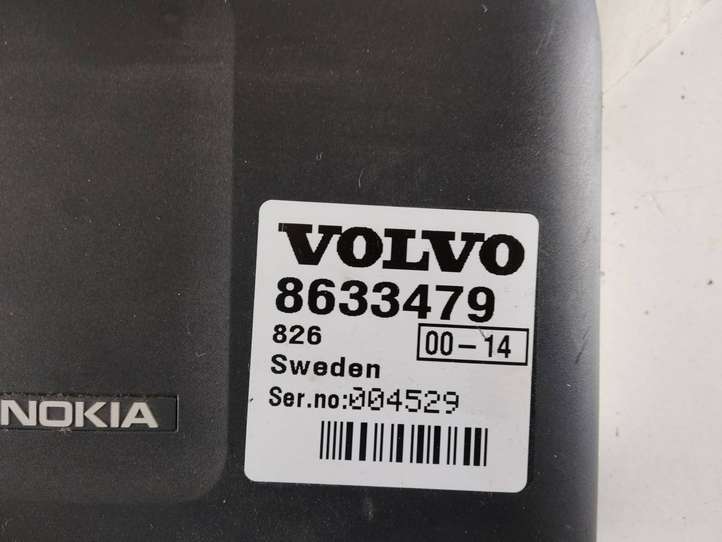 VOLVO
8633479
826
00-14
Sweden
Ser.no:004529
NOKIA